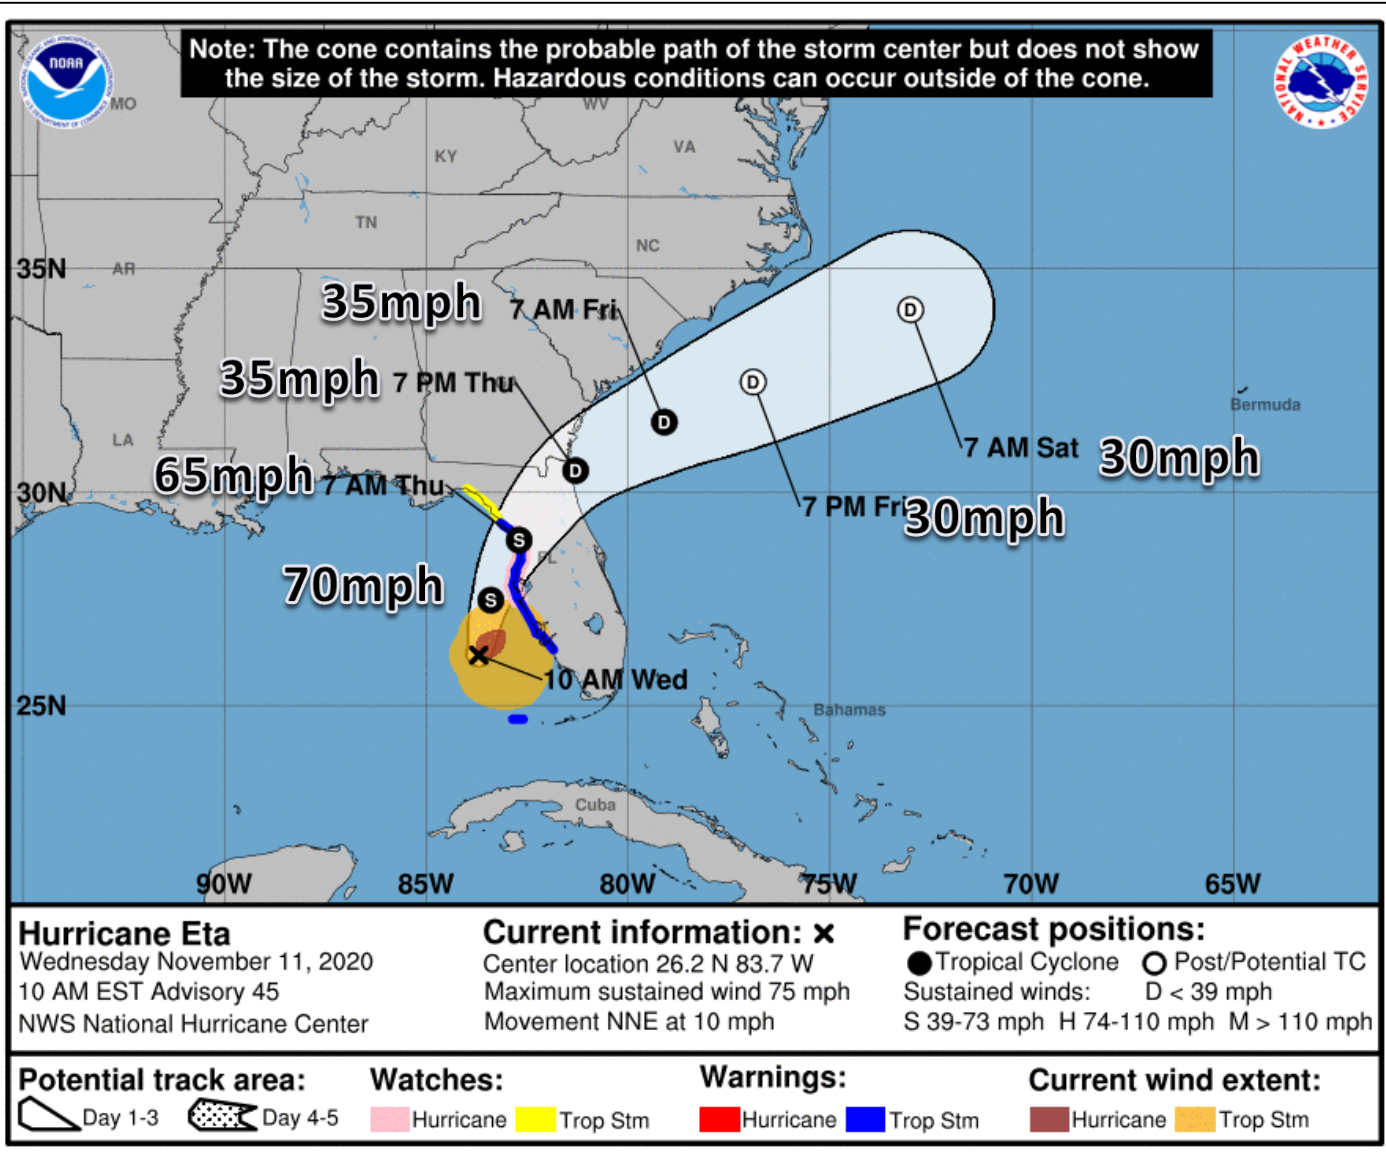 Note: The cone contains the probable path of the storm center but does not show
the size of the storm. Hazardous conditions can occur outside of the cone.
NOAA
NATIONAL WEATHER SERVICE
MO
WV
KY
VA
TN
NC
AR
35N
35mph
7 AM Fri
D
35mph
7 PM Thu
D
Bermuda
D
LA
65mph
7 AM Thu
D
7 AM Sat
30mph
30N
7 PM Fri
30mph
S
FL
70mph
S
10 AM Wed
25N
Bahamas
Cuba
90W
85W
80W
75W
70W
65W
Hurricane Eta
Wednesday November 11, 2020
10 AM EST Advisory 45
NWS National Hurricane Center
Current information:
Center location 26.2 N 83.7 W
Maximum sustained wind 75 mph
Movement NNE at 10 mph
Forecast positions:
Tropical Cyclone Post/Potential TC
Sustained winds: D < 39 mph
S 39-73 mph H 74-110 mph M > 110 mph
Potential track area:
Day 1-3 Day 4-5
Watches:
Hurricane Trop Stm
Warnings:
Hurricane Trop Stm
Current wind extent:
Hurricane Trop Stm